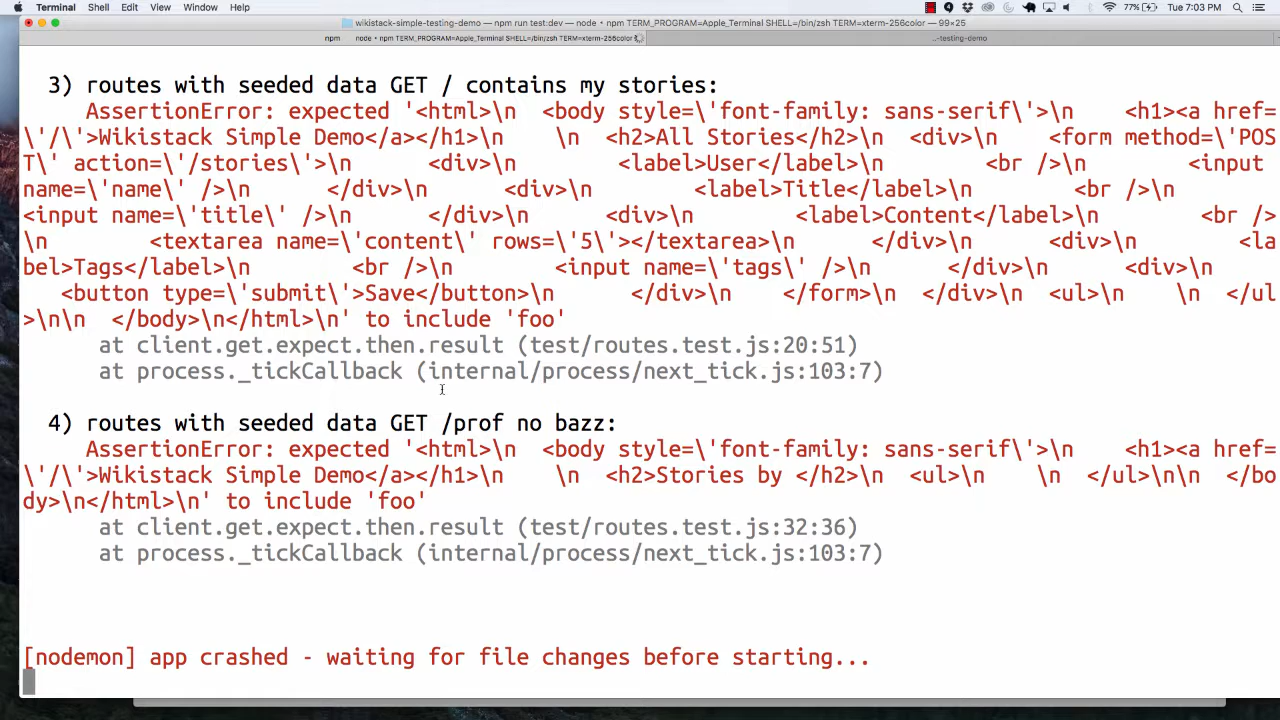 Terminal Shell Edit View Window Help 77% Tue 7:03 PM
wikistack-simple-testing-demo — npm run test:dev — node ◂ npm TERM_PROGRAM=Apple_Terminal SHELL=/bin/zsh TERM=xterm-256color — 99×25
npm node ◂ npm TERM_PROGRAM=Apple_Terminal SHELL=/bin/zsh TERM=xterm-256color ...-testing-demo
3) routes with seeded data GET / contains my stories:
AssertionError: expected '<html>\n <body style=\'font-family: sans-serif\'>\n <h1><a href=
\'/\'>Wikistack Simple Demo</a></h1>\n \n <h2>All Stories</h2>\n <div>\n <form method=\'POS
T\' action=\'/stories\'>\n <div>\n <label>User</label>\n <br />\n <input
name=\'name\' />\n </div>\n <div>\n <label>Title</label>\n <br />\n
<input name=\'title\' />\n </div>\n <div>\n <label>Content</label>\n <br />
\n <textarea name=\'content\' rows=\'5\'></textarea>\n </div>\n <div>\n <la
bel>Tags</label>\n <br />\n <input name=\'tags\' />\n </div>\n <div>\n
<button type=\'submit\'>Save</button>\n </div>\n </form>\n </div>\n <ul>\n \n </ul
>\n\n </body>\n</html>\n' to include 'foo'
at client.get.expect.then.result (test/routes.test.js:20:51)
at process._tickCallback (internal/process/next_tick.js:103:7)
4) routes with seeded data GET /prof no bazz:
AssertionError: expected '<html>\n <body style=\'font-family: sans-serif\'>\n <h1><a href=
\'/\'>Wikistack Simple Demo</a></h1>\n \n <h2>Stories by </h2>\n <ul>\n \n </ul>\n\n </bo
dy>\n</html>\n' to include 'foo'
at client.get.expect.then.result (test/routes.test.js:32:36)
at process._tickCallback (internal/process/next_tick.js:103:7)
[nodemon] app crashed - waiting for file changes before starting...